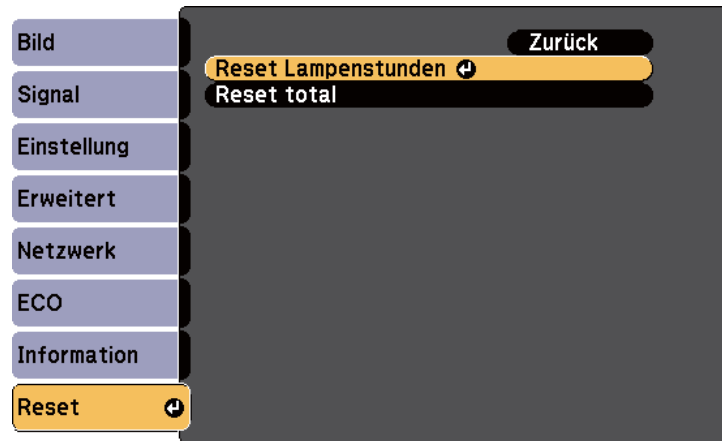 Bild
Signal
Einstellung
Erweitert
Netzwerk
ECO
Information
Reset
Zurück
Reset Lampenstunden
Reset total